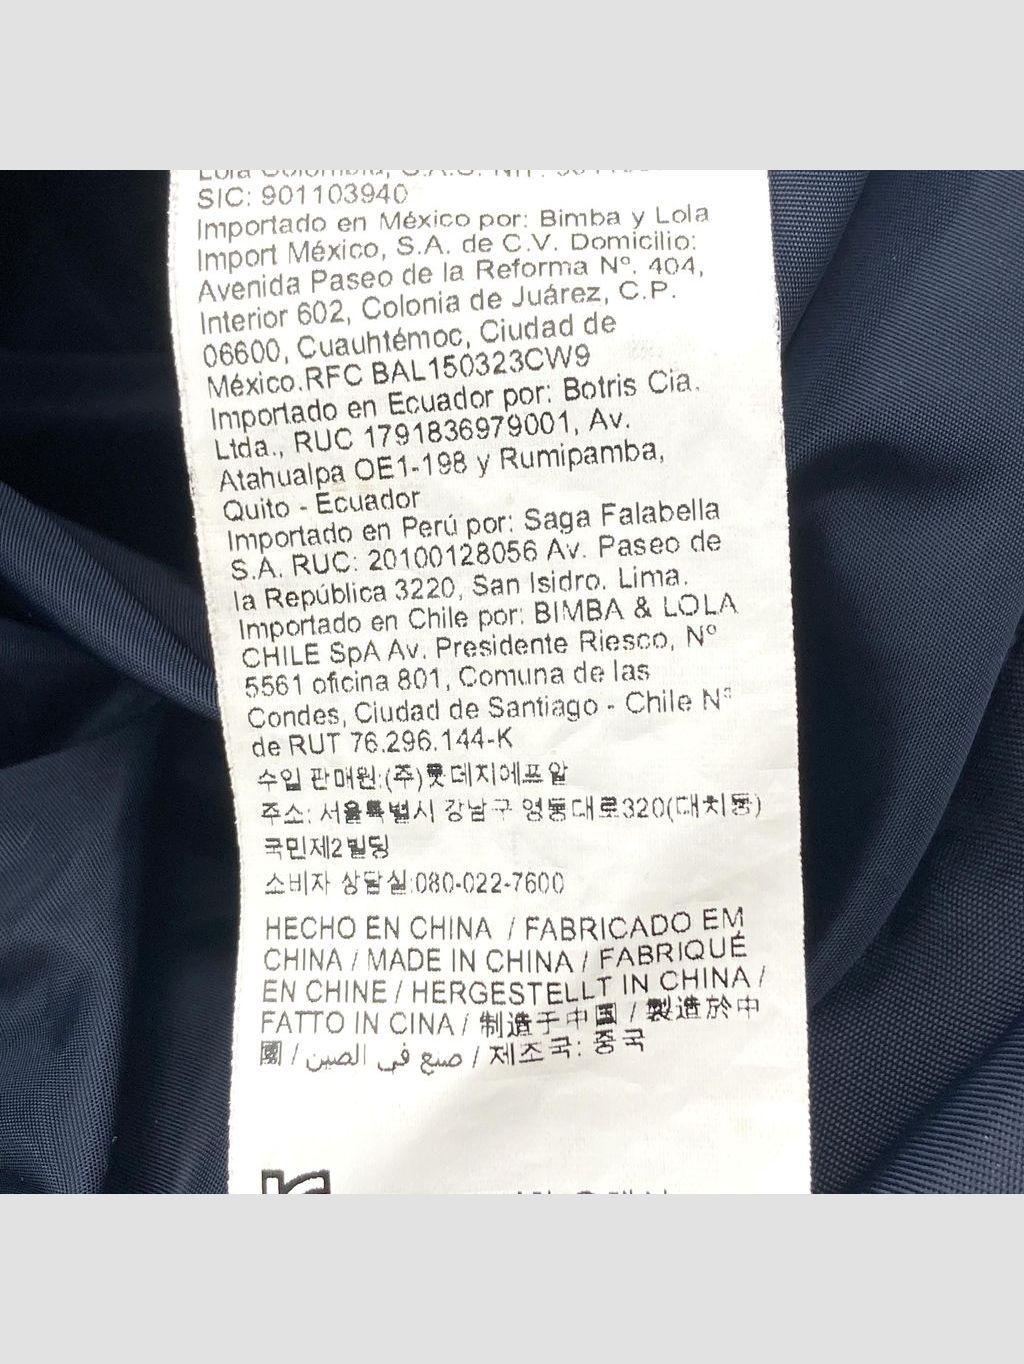 Lola Colombia, S.A.S. NIT:
SIC: 901103940
Importado en México por: Bimba y Lola
Import México, S.A. de C.V. Domicilio:
Avenida Paseo de la Reforma Nº. 404,
Interior 602, Colonia de Juárez, C.P.
06600, Cuauhtémoc, Ciudad de
México.RFC BAL150323CW9
Importado en Ecuador por: Botris Cia.
Ltda., RUC 1791836979001, Av.
Atahualpa OE1-198 y Rumipamba,
Quito - Ecuador
Importado en Perú por: Saga Falabella
S.A. RUC: 20100128056 Av. Paseo de
la República 3220, San Isidro. Lima.
Importado en Chile por: BIMBA & LOLA
CHILE SpA Av. Presidente Riesco, Nº
5561 oficina 801, Comuna de las
Condes, Ciudad de Santiago - Chile Nº
de RUT 76.296.144-K
수입 판매원:(주)롯데지에프알
주소: 서울특별시 강남구 영동대로320(대치동)
국민제2빌딩
소비자 상담실:080-022-7600
HECHO EN CHINA / FABRICADO EM
CHINA / MADE IN CHINA / FABRIQUÉ
EN CHINE / HERGESTELLT IN CHINA /
FATTO IN CINA / 制造于中国 / 製造於中
國 / صنع في الصين / 제조국: 중국